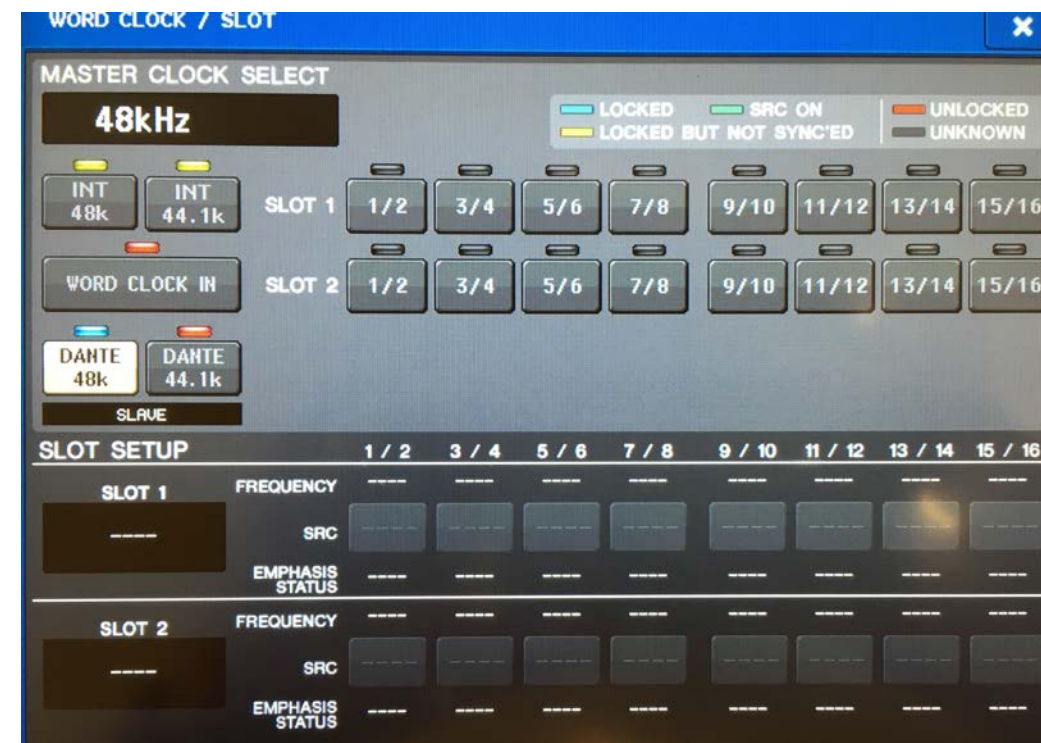 WORD CLOCK / SLOT
MASTER CLOCK SELECT
48kHz
LOCKED SRC ON UNLOCKED
LOCKED BUT NOT SYNC'ED UNKNOWN
INT 48k
INT 44.1k
SLOT 1 1/2 3/4 5/6 7/8 9/10 11/12 13/14 15/16
WORD CLOCK IN
SLOT 2 1/2 3/4 5/6 7/8 9/10 11/12 13/14 15/16
DANTE 48k
DANTE 44.1k
SLAVE
SLOT SETUP 1 / 2 3 / 4 5 / 6 7 / 8 9 / 10 11 / 12 13 / 14 15 / 16
SLOT 1
----
FREQUENCY ---- ---- ---- ---- ---- ---- ---- ----
SRC ---- ---- ---- ---- ---- ---- ---- ----
EMPHASIS STATUS ---- ---- ---- ---- ---- ---- ---- ----
SLOT 2
----
FREQUENCY ---- ---- ---- ---- ---- ---- ---- ----
SRC ---- ---- ---- ---- ---- ---- ---- ----
EMPHASIS STATUS ---- ---- ---- ---- ---- ---- ---- ----